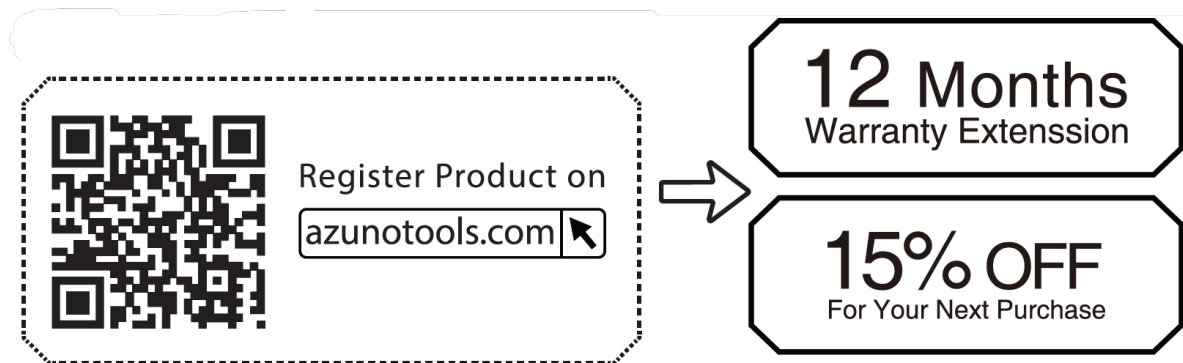 Register Product on
azunotools.com
12 Months
Warranty Extenssion
15% OFF
For Your Next Purchase